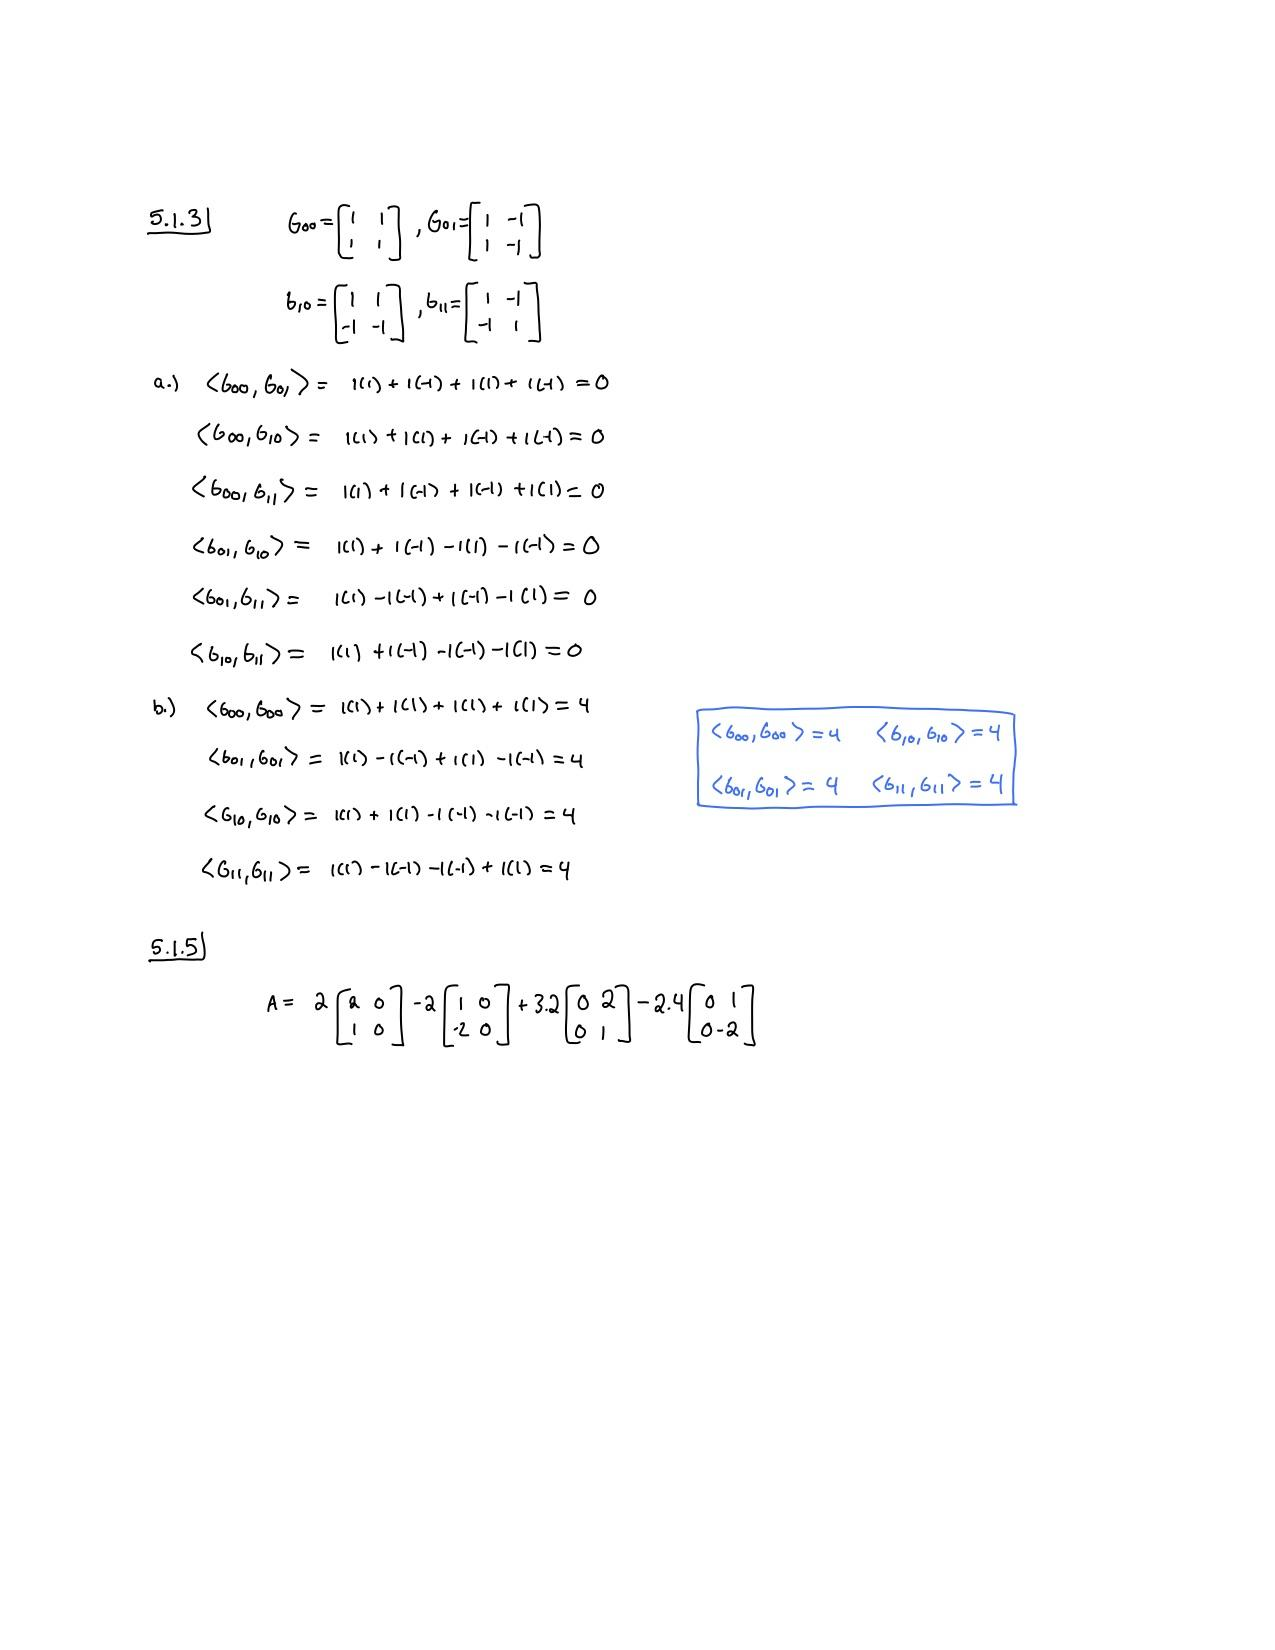 5.1.3 G₀₀ = [1 1; 1 1] , G₀₁ = [1 -1; 1 -1]
G₁₀ = [1 1; -1 -1] , G₁₁ = [1 -1; -1 1]
a.) <G₀₀, G₀₁> = 1(1) + 1(-1) + 1(1) + 1(-1) = 0
<G₀₀, G₁₀> = 1(1) + 1(1) + 1(-1) + 1(-1) = 0
<G₀₀, G₁₁> = 1(1) + 1(-1) + 1(-1) + 1(1) = 0
<G₀₁, G₁₀> = 1(1) + 1(-1) - 1(1) - 1(-1) = 0
<G₀₁, G₁₁> = 1(1) - 1(-1) + 1(-1) - 1(1) = 0
<G₁₀, G₁₁> = 1(1) + 1(-1) - 1(-1) - 1(1) = 0
b.) <G₀₀, G₀₀> = 1(1) + 1(1) + 1(1) + 1(1) = 4
<G₀₁, G₀₁> = 1(1) - 1(-1) + 1(1) - 1(-1) = 4
<G₁₀, G₁₀> = 1(1) + 1(1) - 1(-1) - 1(-1) = 4
<G₁₁, G₁₁> = 1(1) - 1(-1) - 1(-1) + 1(1) = 4
<G₀₀, G₀₀> = 4 <G₁₀, G₁₀> = 4
<G₀₁, G₀₁> = 4 <G₁₁, G₁₁> = 4
5.1.5
A = 2 [2 0; 1 0] - 2 [1 0; -2 0] + 3.2 [0 2; 0 1] - 2.4 [0 1; 0 -2]